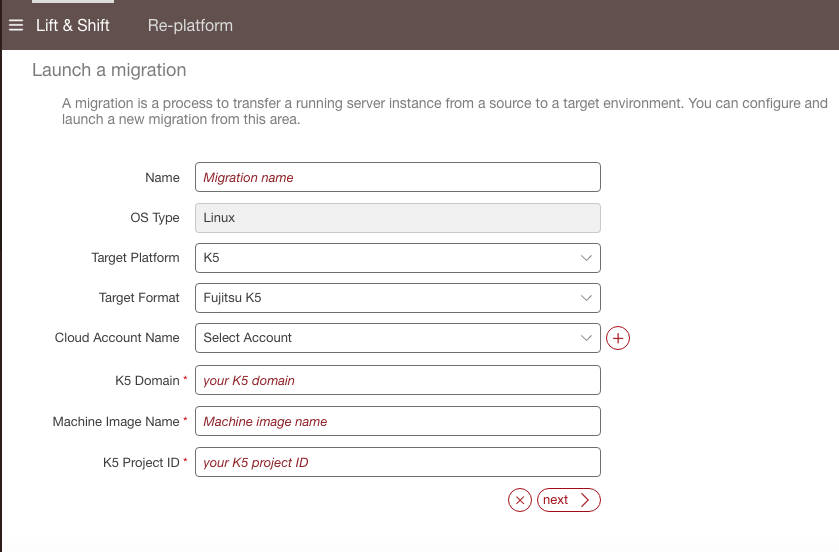 Lift & Shift Re-platform
Launch a migration
A migration is a process to transfer a running server instance from a source to a target environment. You can configure and
launch a new migration from this area.
Name Migration name
OS Type Linux
Target Platform K5
Target Format Fujitsu K5
Cloud Account Name Select Account
K5 Domain * your K5 domain
Machine Image Name * Machine image name
K5 Project ID * your K5 project ID
next